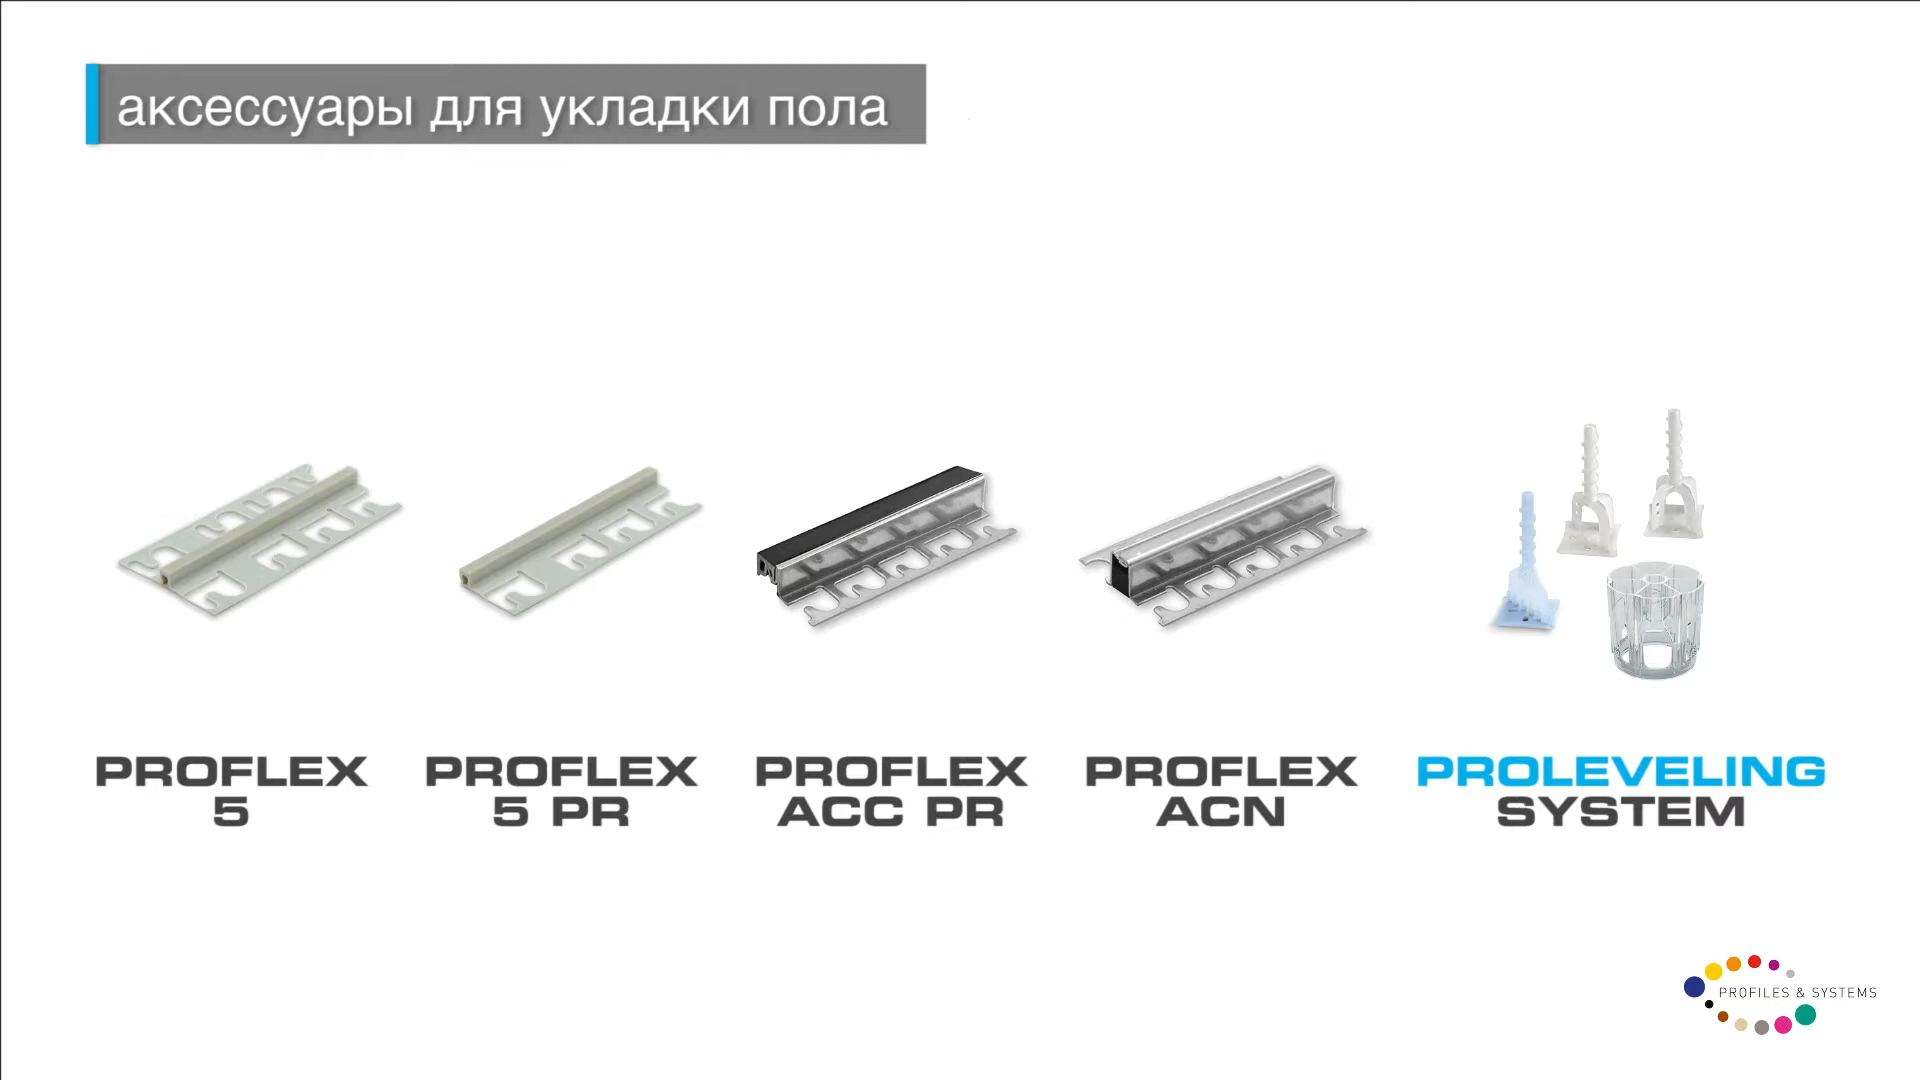 аксессуары для укладки пола
PROFLEX
5
PROFLEX
5 PR
PROFLEX
ACC PR
PROFLEX
ACN
PROLEVELING
SYSTEM
PROFILES & SYSTEMS